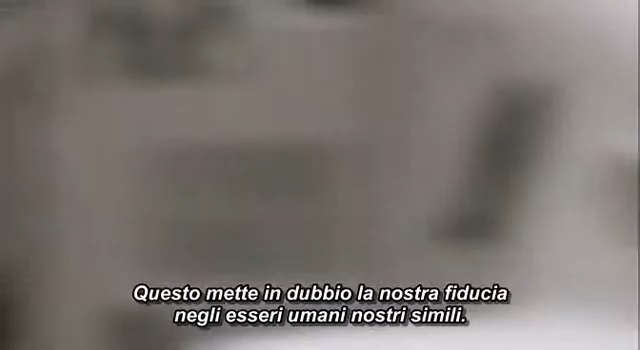 Questo mette in dubbio la nostra fiducia
negli esseri umani nostri simili.